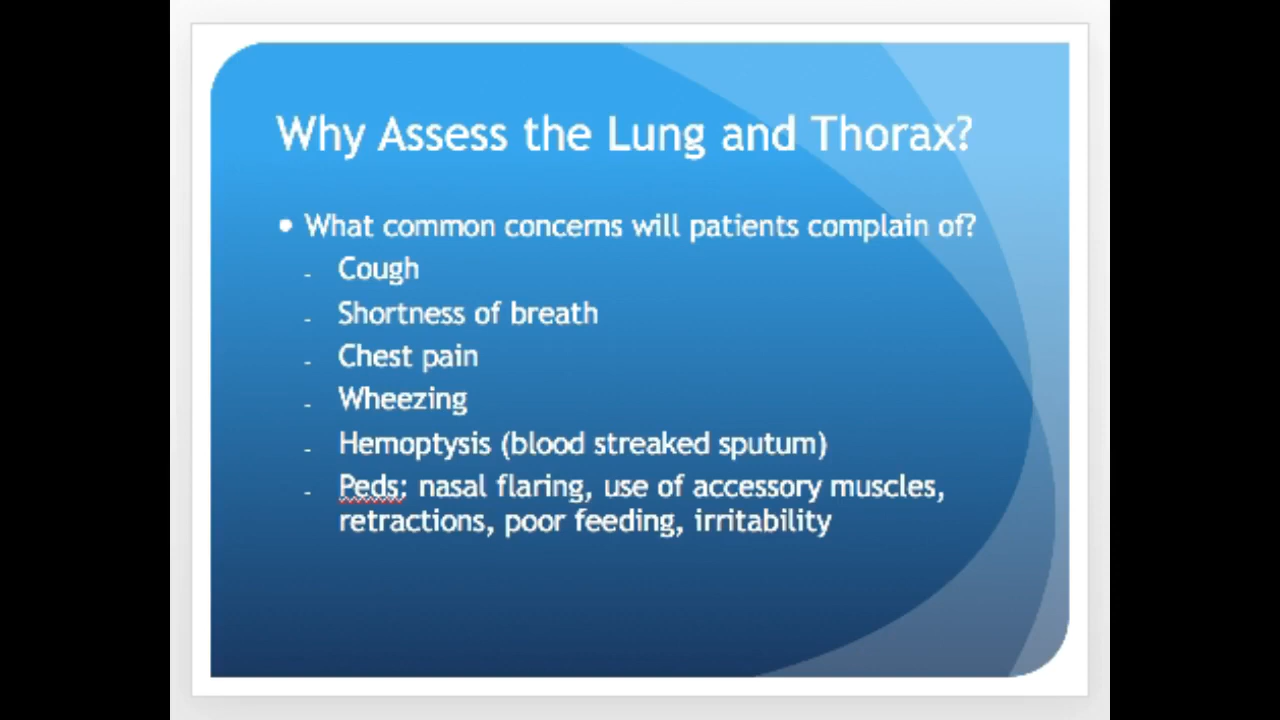 Why Assess the Lung and Thorax?
• What common concerns will patients complain of?
- Cough
- Shortness of breath
- Chest pain
- Wheezing
- Hemoptysis (blood streaked sputum)
- Peds: nasal flaring, use of accessory muscles,
retractions, poor feeding, irritability